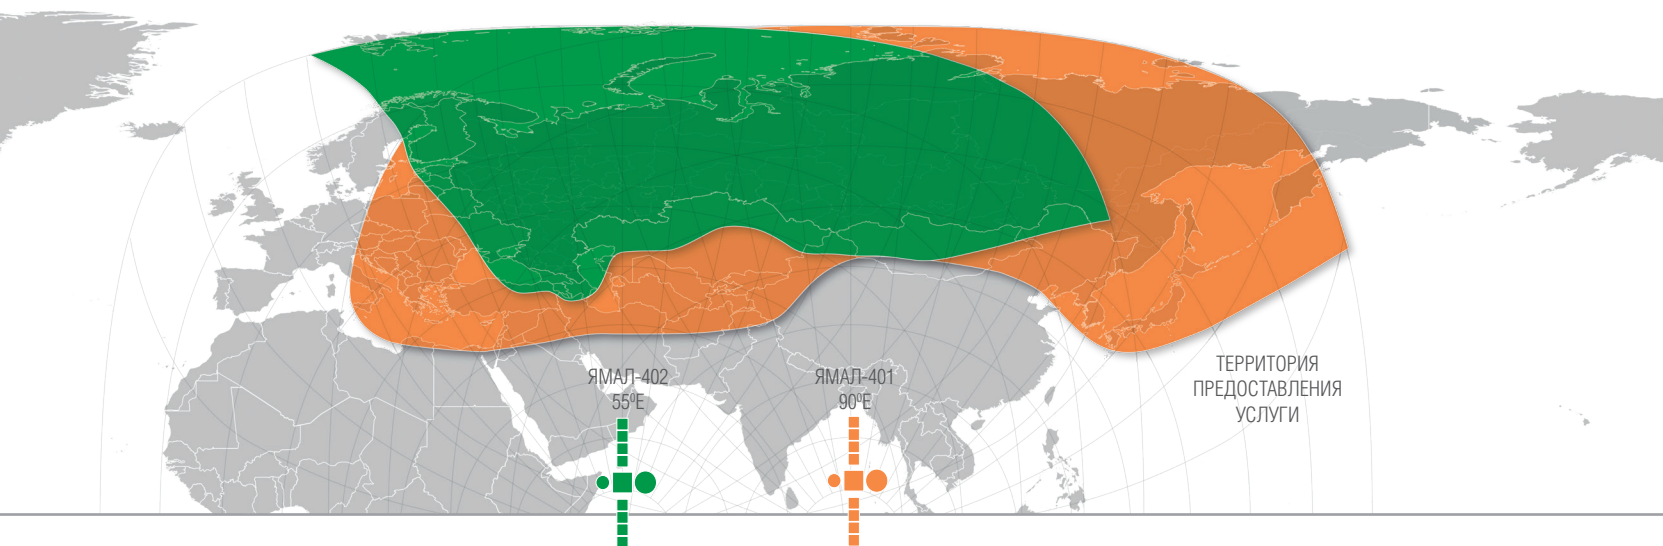 ЯМАЛ-402
55⁰E
ЯМАЛ-401
90⁰E
ТЕРРИТОРИЯ
ПРЕДОСТАВЛЕНИЯ
УСЛУГИ